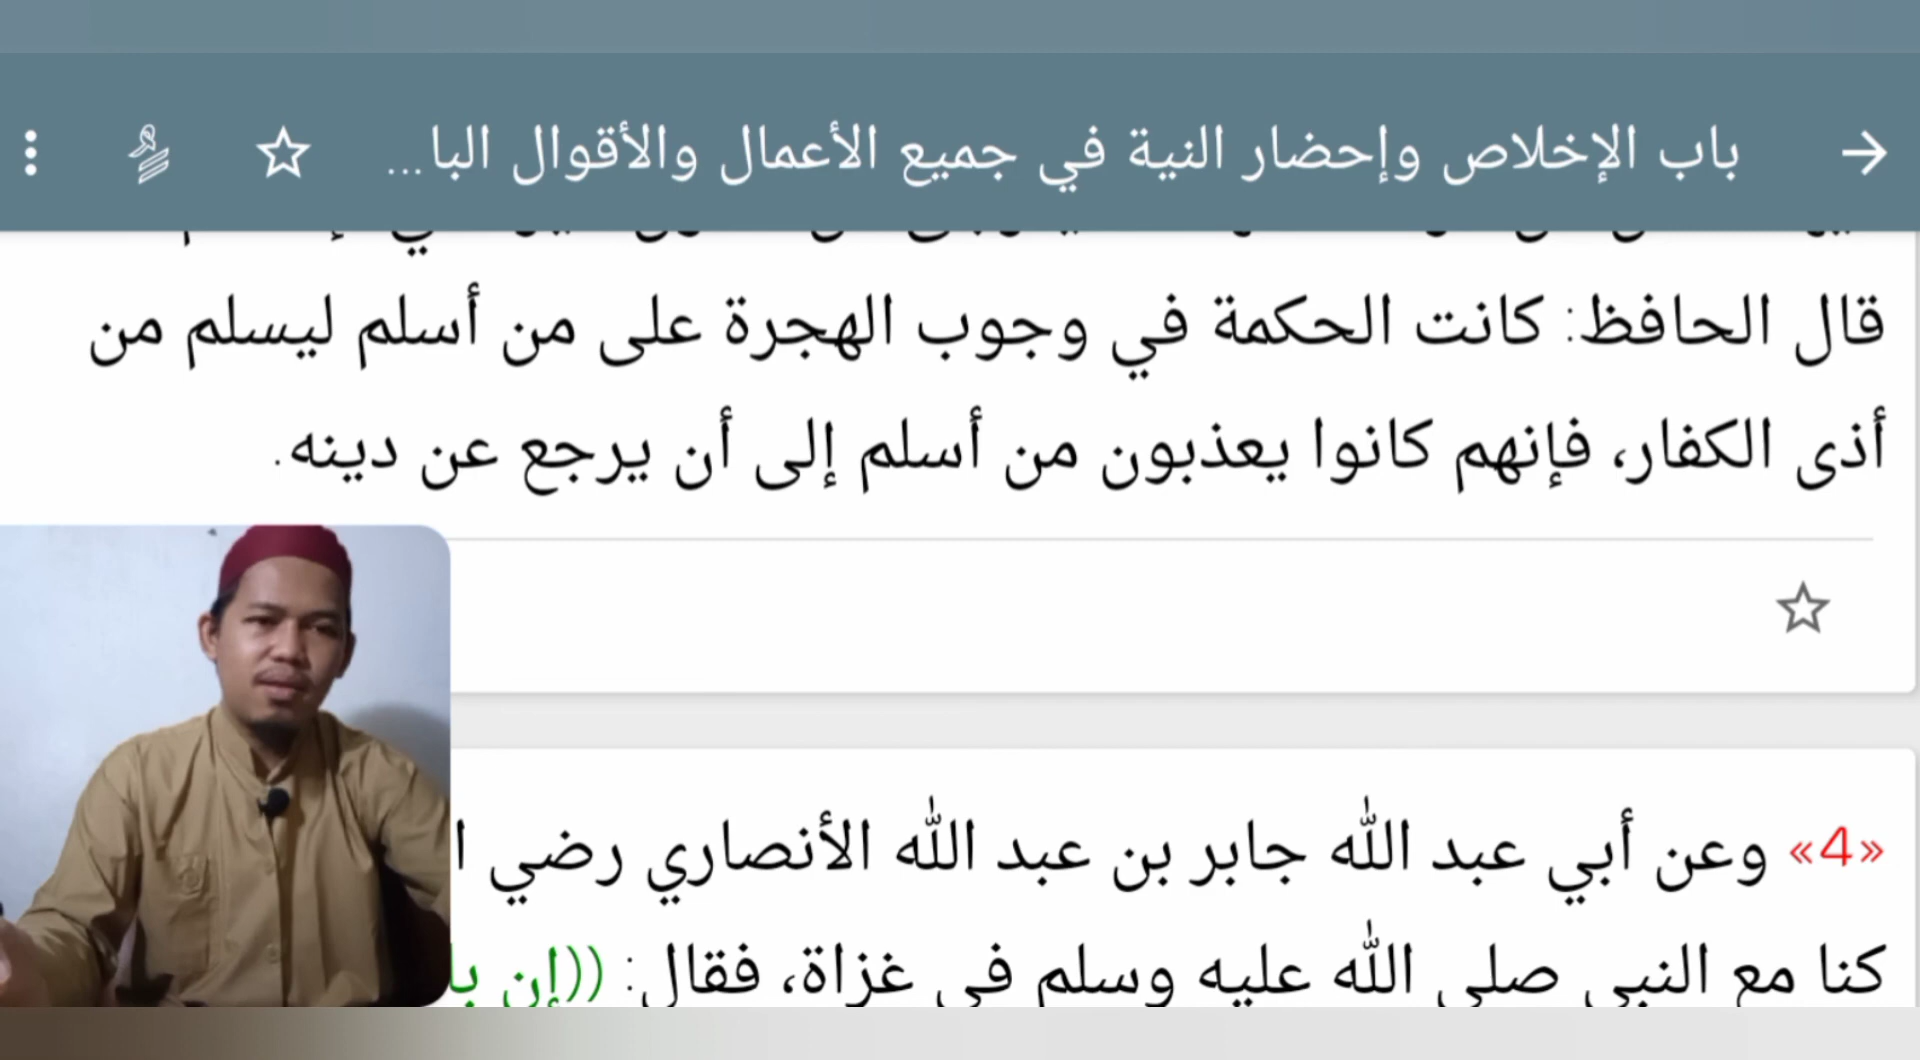 باب الإخلاص وإحضار النية في جميع الأعمال والأقوال البا...
قال الحافظ: كانت الحكمة في وجوب الهجرة على من أسلم ليسلم من
أذى الكفار، فإنهم كانوا يعذبون من أسلم إلى أن يرجع عن دينه.
«4» وعن أبي عبد الله جابر بن عبد الله الأنصاري رضي ا
كنا مع النبي صلى الله عليه وسلم في غزاة، فقال: ((إن با